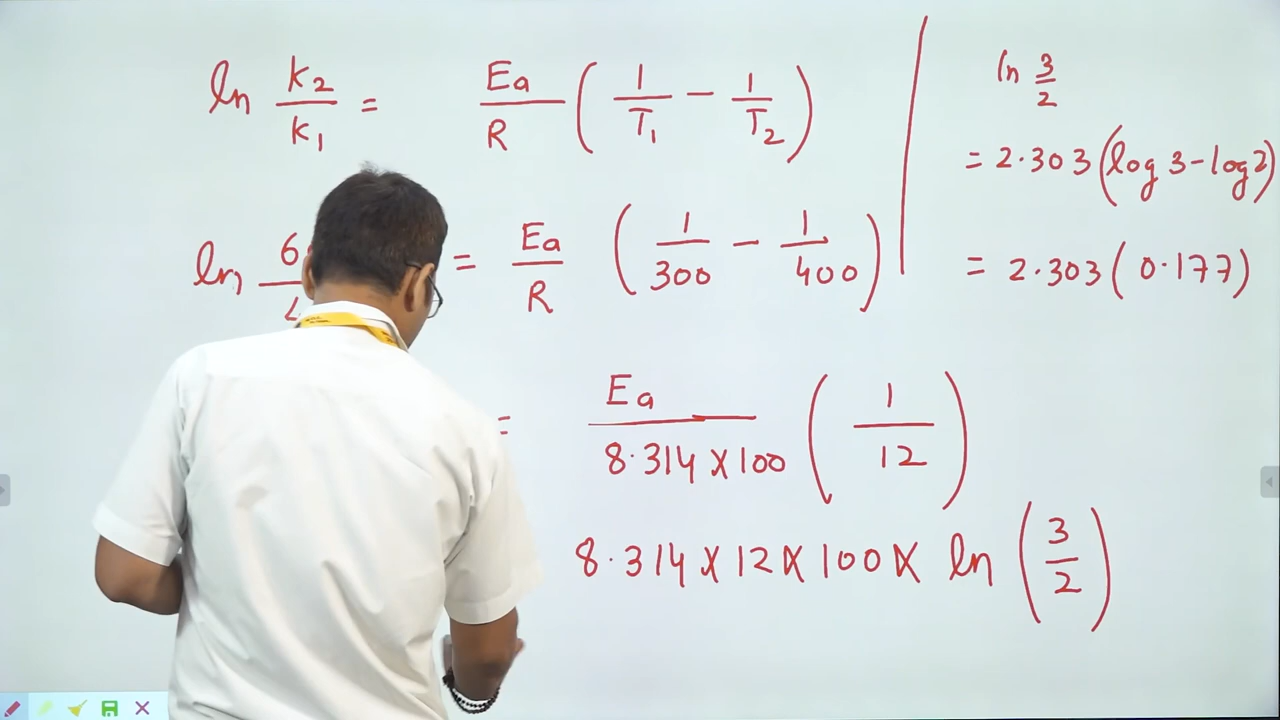 ln K2/K1 = Ea/R (1/T1 - 1/T2)
ln = Ea/R (1/300 - 1/400)
= Ea/8.314 X 100 (1/12)
8.314 X 12 X 100 X ln (3/2)
ln 3/2
= 2.303 (log 3 - log 2)
= 2.303 (0.177)